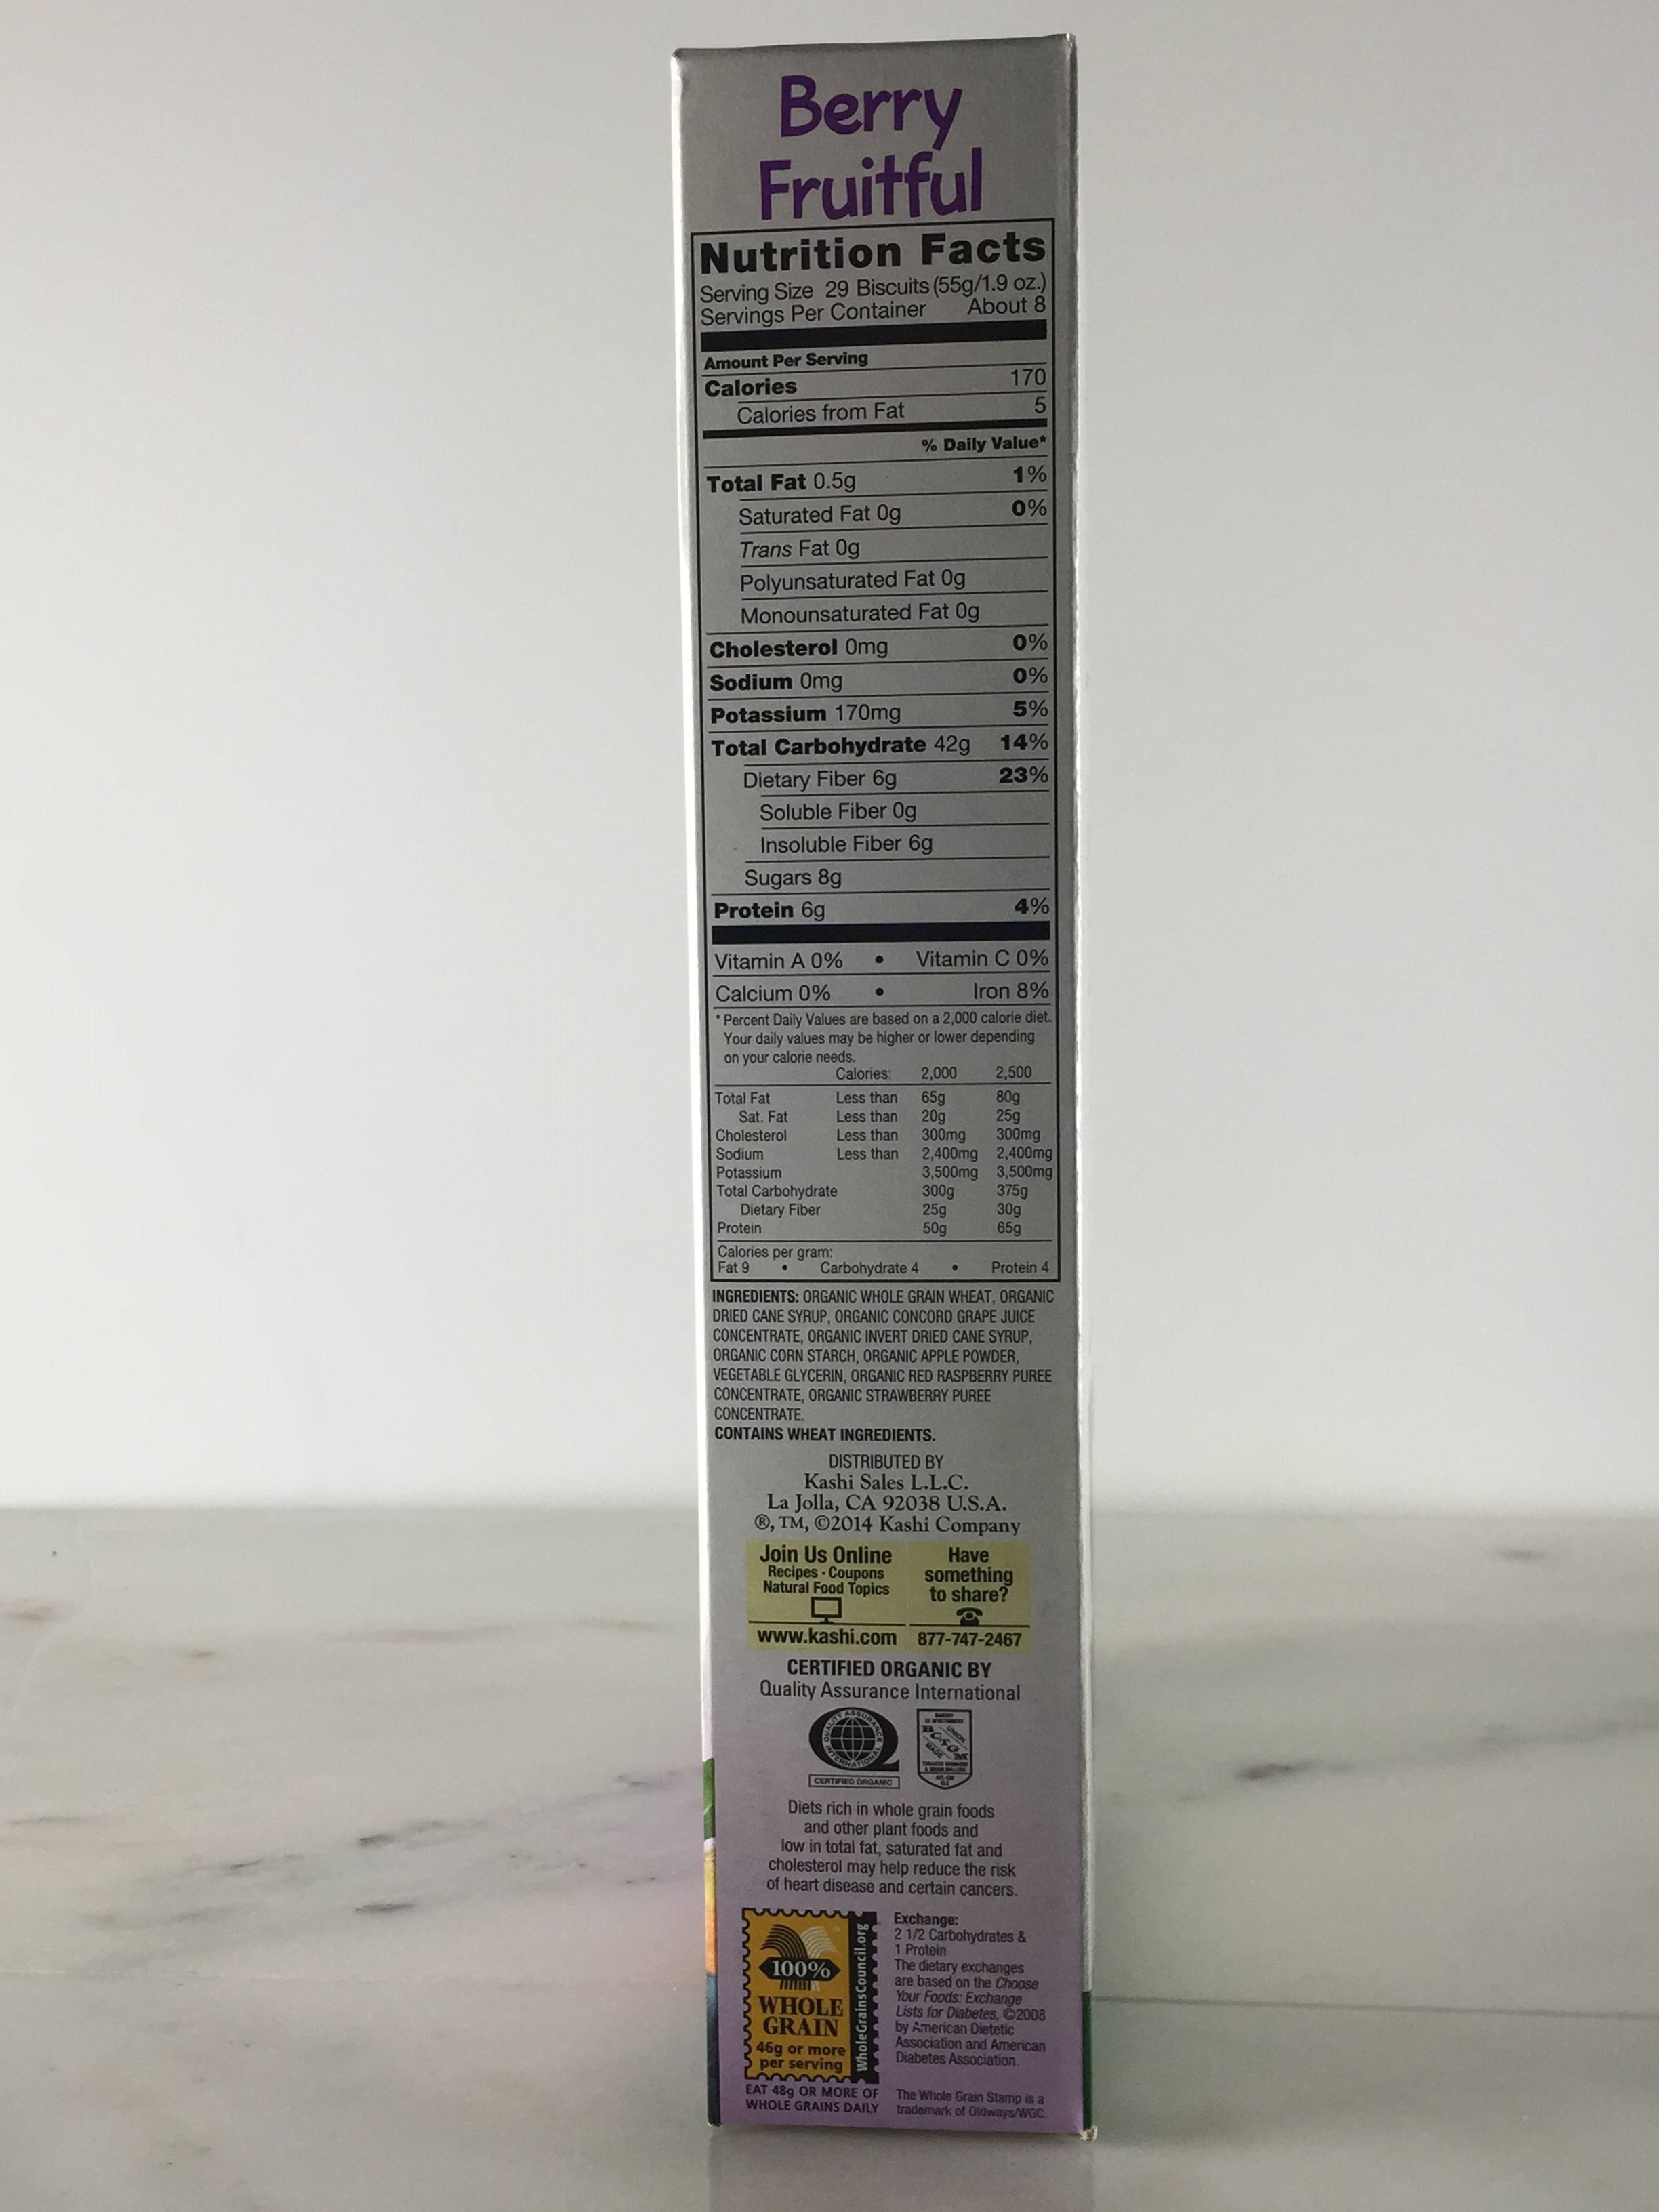 Berry
Fruitful
Nutrition Facts
Serving Size 29 Biscuits (55g/1.9 oz.)
Servings Per Container About 8
Amount Per Serving
Calories 170
Calories from Fat 5
% Daily Value*
Total Fat 0.5g 1%
Saturated Fat 0g 0%
Trans Fat 0g
Polyunsaturated Fat 0g
Monounsaturated Fat 0g
Cholesterol 0mg 0%
Sodium 0mg 0%
Potassium 170mg 5%
Total Carbohydrate 42g 14%
Dietary Fiber 6g 23%
Soluble Fiber 0g
Insoluble Fiber 6g
Sugars 8g
Protein 6g 4%
Vitamin A 0% • Vitamin C 0%
Calcium 0% • Iron 8%
* Percent Daily Values are based on a 2,000 calorie diet.
Your daily values may be higher or lower depending
on your calorie needs.
Calories: 2,000 2,500
Total Fat Less than 65g 80g
Sat. Fat Less than 20g 25g
Cholesterol Less than 300mg 300mg
Sodium Less than 2,400mg 2,400mg
Potassium 3,500mg 3,500mg
Total Carbohydrate 300g 375g
Dietary Fiber 25g 30g
Protein 50g 65g
Calories per gram:
Fat 9 • Carbohydrate 4 • Protein 4
INGREDIENTS: ORGANIC WHOLE GRAIN WHEAT, ORGANIC
DRIED CANE SYRUP, ORGANIC CONCORD GRAPE JUICE
CONCENTRATE, ORGANIC INVERT DRIED CANE SYRUP,
ORGANIC CORN STARCH, ORGANIC APPLE POWDER,
VEGETABLE GLYCERIN, ORGANIC RED RASPBERRY PUREE
CONCENTRATE, ORGANIC STRAWBERRY PUREE
CONCENTRATE.
CONTAINS WHEAT INGREDIENTS.
DISTRIBUTED BY
Kashi Sales L.L.C.
La Jolla, CA 92038 U.S.A.
®, TM, ©2014 Kashi Company
Join Us Online
Recipes • Coupons
Natural Food Topics
www.kashi.com
Have
something
to share?
877-747-2467
CERTIFIED ORGANIC BY
Quality Assurance International
QUALITY ASSURANCE
INTERNATIONAL
CERTIFIED ORGANIC
UNION
MADE
Diets rich in whole grain foods
and other plant foods and
low in total fat, saturated fat and
cholesterol may help reduce the risk
of heart disease and certain cancers.
100%
WHOLE
GRAIN
46g or more
per serving
WholeGrainsCouncil.org
EAT 48g OR MORE OF
WHOLE GRAINS DAILY
Exchange:
2 1/2 Carbohydrates &
1 Protein
The dietary exchanges
are based on the Choose
Your Foods: Exchange
Lists for Diabetes, ©2008
by American Dietetic
Association and American
Diabetes Association.
The Whole Grain Stamp is a
trademark of Oldways/WGC.